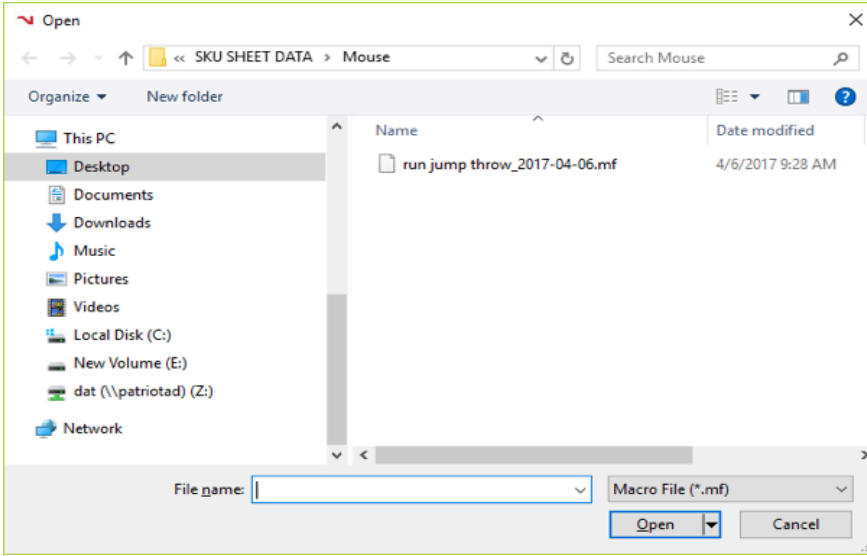 Open
« SKU SHEET DATA > Mouse
Search Mouse
Organize
New folder
Name
Date modified
This PC
Desktop
Documents
Downloads
Music
Pictures
Videos
Local Disk (C:)
New Volume (E:)
dat (\\patriotad) (Z:)
Network
run jump throw_2017-04-06.mf
4/6/2017 9:28 AM
File name:
Macro File (*.mf)
Open
Cancel